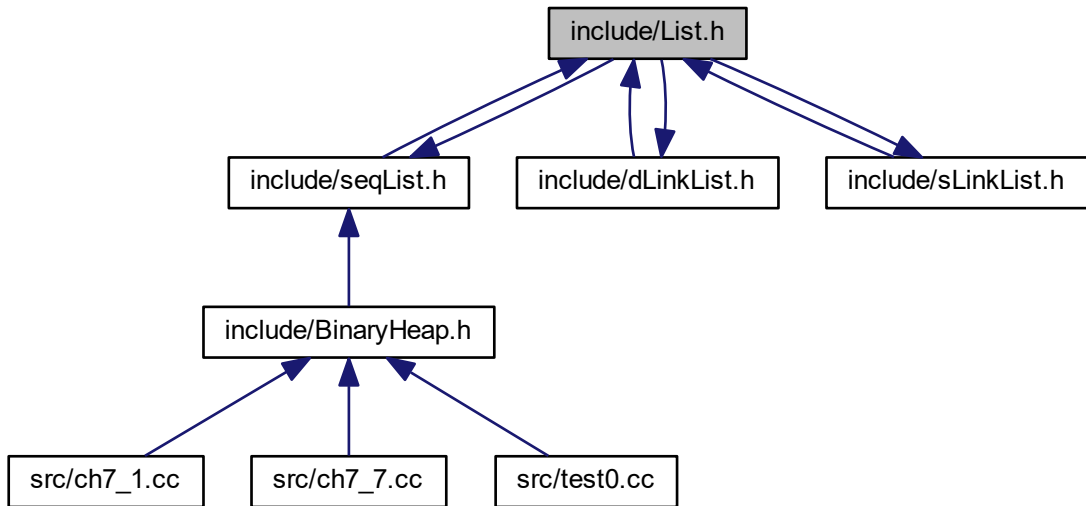 include/List.h
include/seqList.h
include/dLinkList.h
include/sLinkList.h
include/BinaryHeap.h
src/ch7_1.cc
src/ch7_7.cc
src/test0.cc